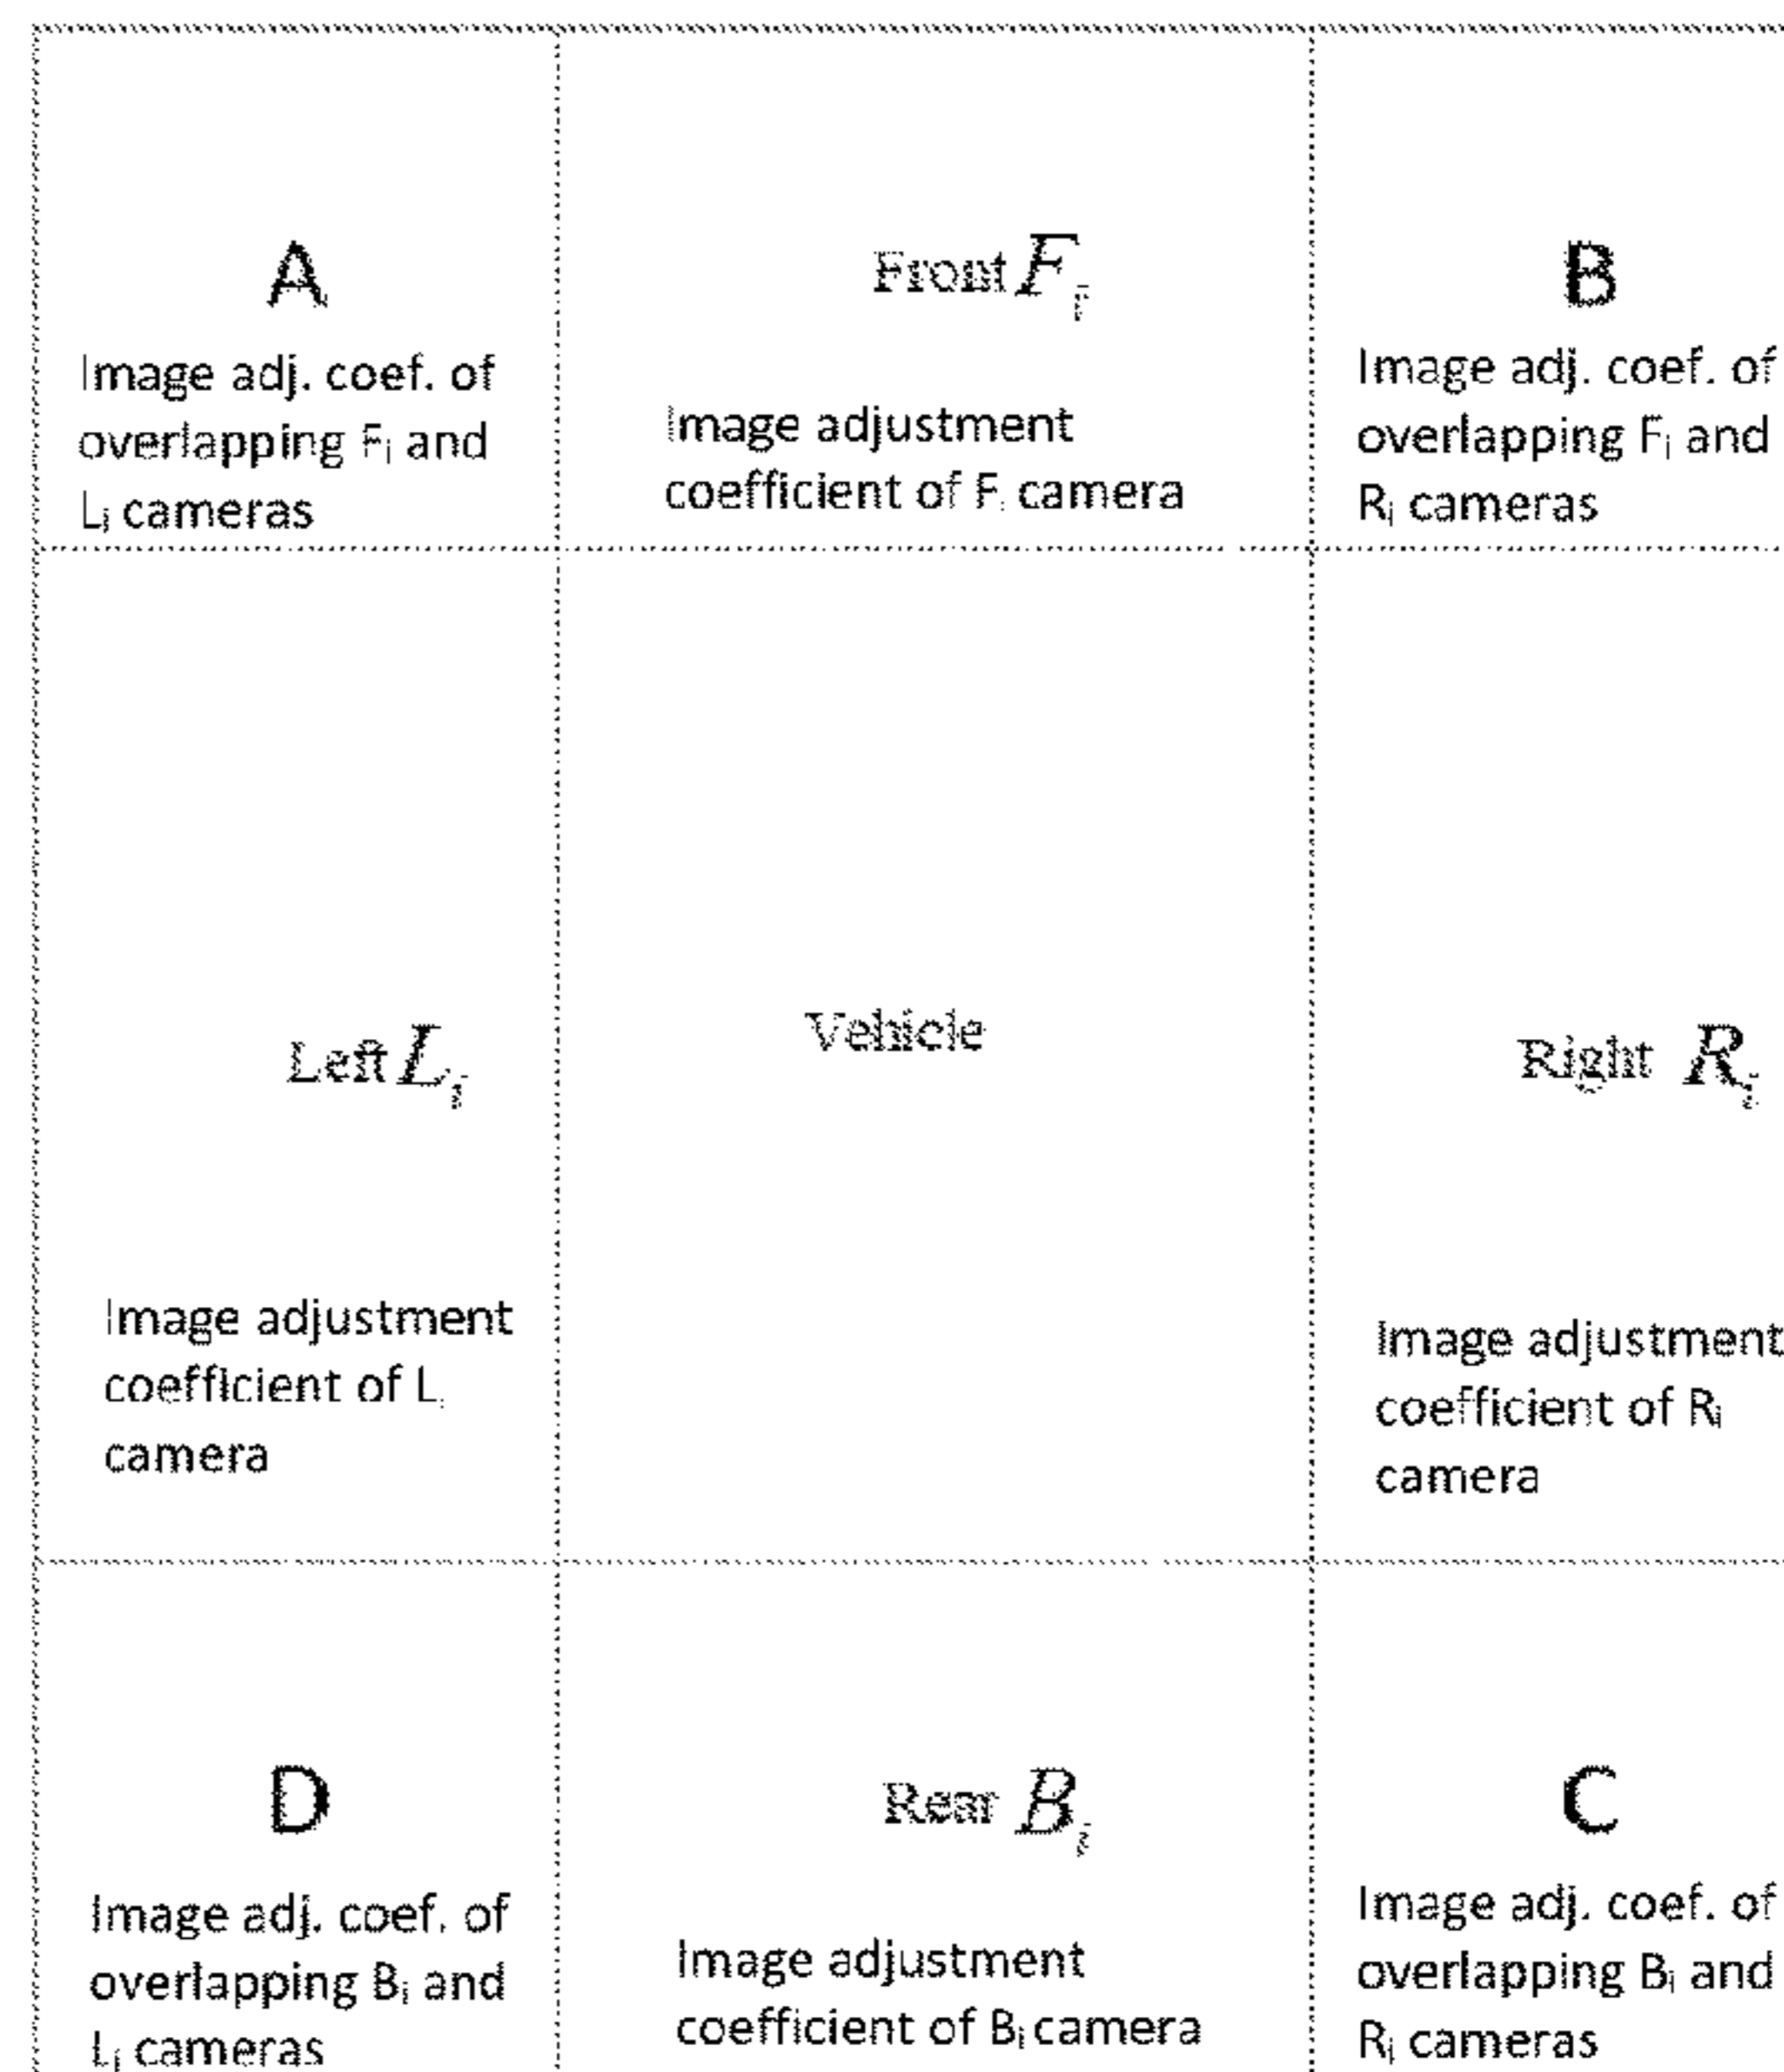 A
Image adj. coef. of
overlapping Fᵢ and
Lᵢ cameras
Front Fᵢ
Image adjustment
coefficient of Fᵢ camera
B
Image adj. coef. of
overlapping Fᵢ and
Rᵢ cameras
Left Lᵢ
Image adjustment
coefficient of Lᵢ
camera
Vehicle
Right Rᵢ
Image adjustment
coefficient of Rᵢ
camera
D
Image adj. coef. of
overlapping Bᵢ and
Lᵢ cameras
Rear Bᵢ
Image adjustment
coefficient of Bᵢ camera
C
Image adj. coef. of
overlapping Bᵢ and
Rᵢ cameras